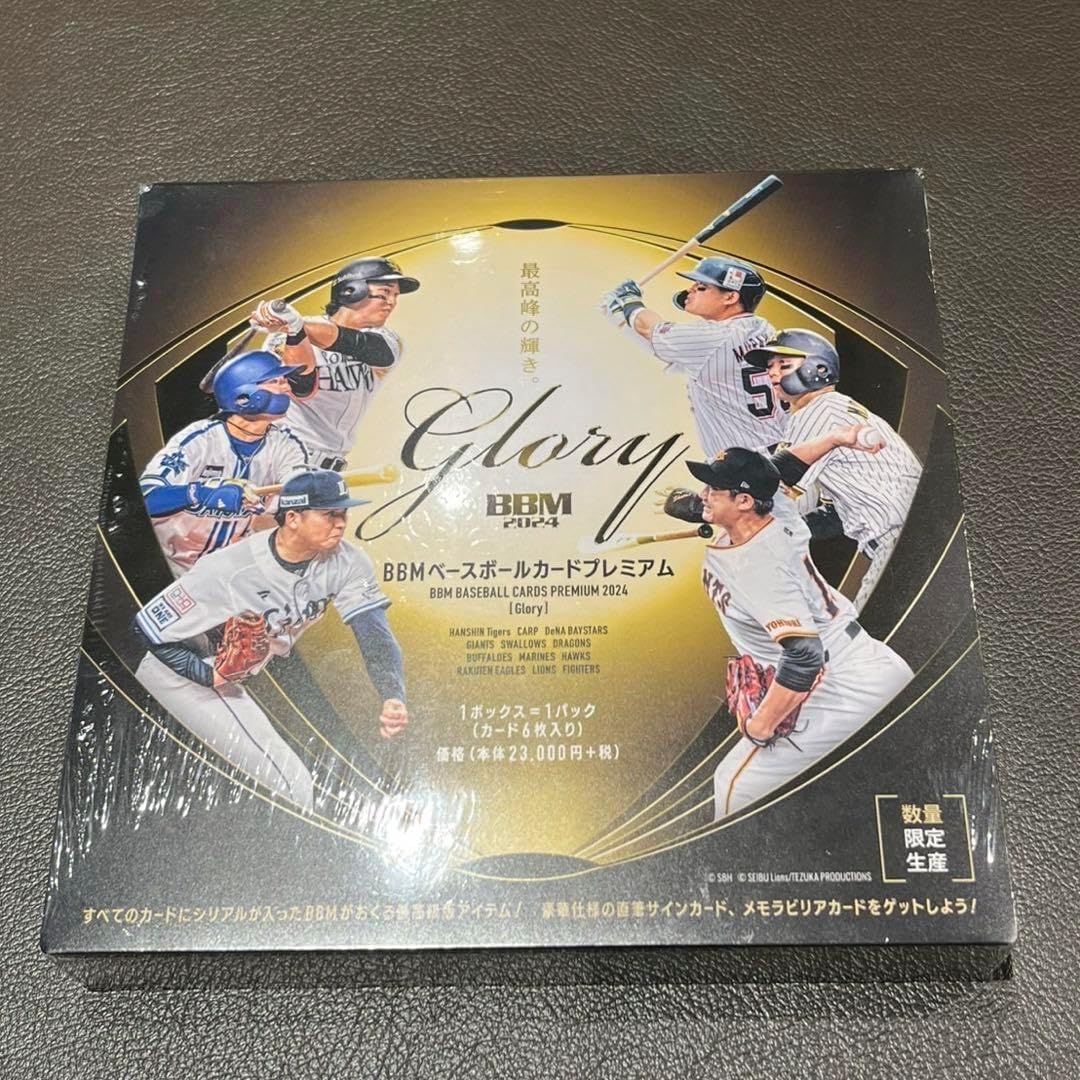 最高峰の輝き。
Glory
BBM
2024
BBMベースボールカードプレミアム
BBM BASEBALL CARDS PREMIUM 2024
[Glory]
HANSHIN Tigers CARP DeNA BAYSTARS
GIANTS SWALLOWS DRAGONS
BUFFALOES MARINES HAWKS
RAKUTEN EAGLES LIONS FIGHTERS
1ボックス=1パック
(カード6枚入り)
価格(本体23,000円+税)
kanzai
数量
限定
生産
© SBH © SEIBU Lions/TEZUKA PRODUCTIONS
すべてのカードにシリアルが入ったBBMがおくる アイテム! 豪華仕様の直筆サインカード、メモラビリアカードをゲットしよう!